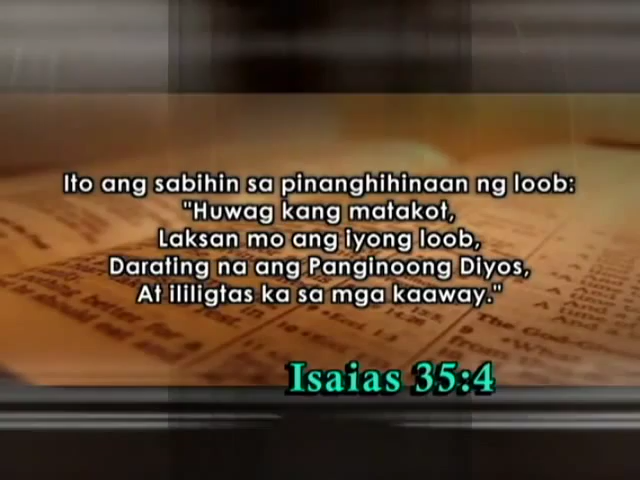 Ito ang sabihin sa pinanghihinaan ng loob:
"Huwag kang matakot,
Laksan mo ang iyong loob,
Darating na ang Panginoong Diyos,
At ililigtas ka sa mga kaaway."
Isaias 35:4